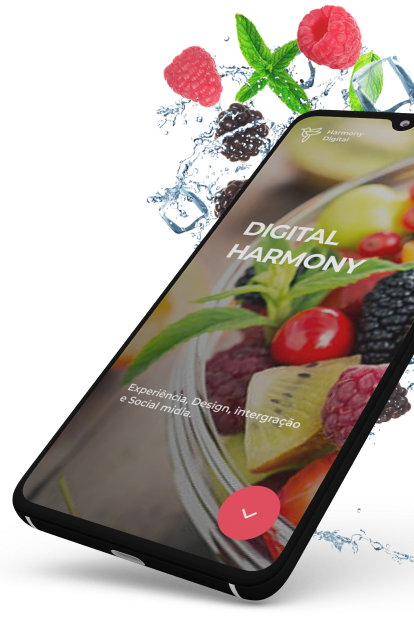 Harmony
Digital
DIGITAL
HARMONY
Experiência, Design, intergração
e Social mídia.